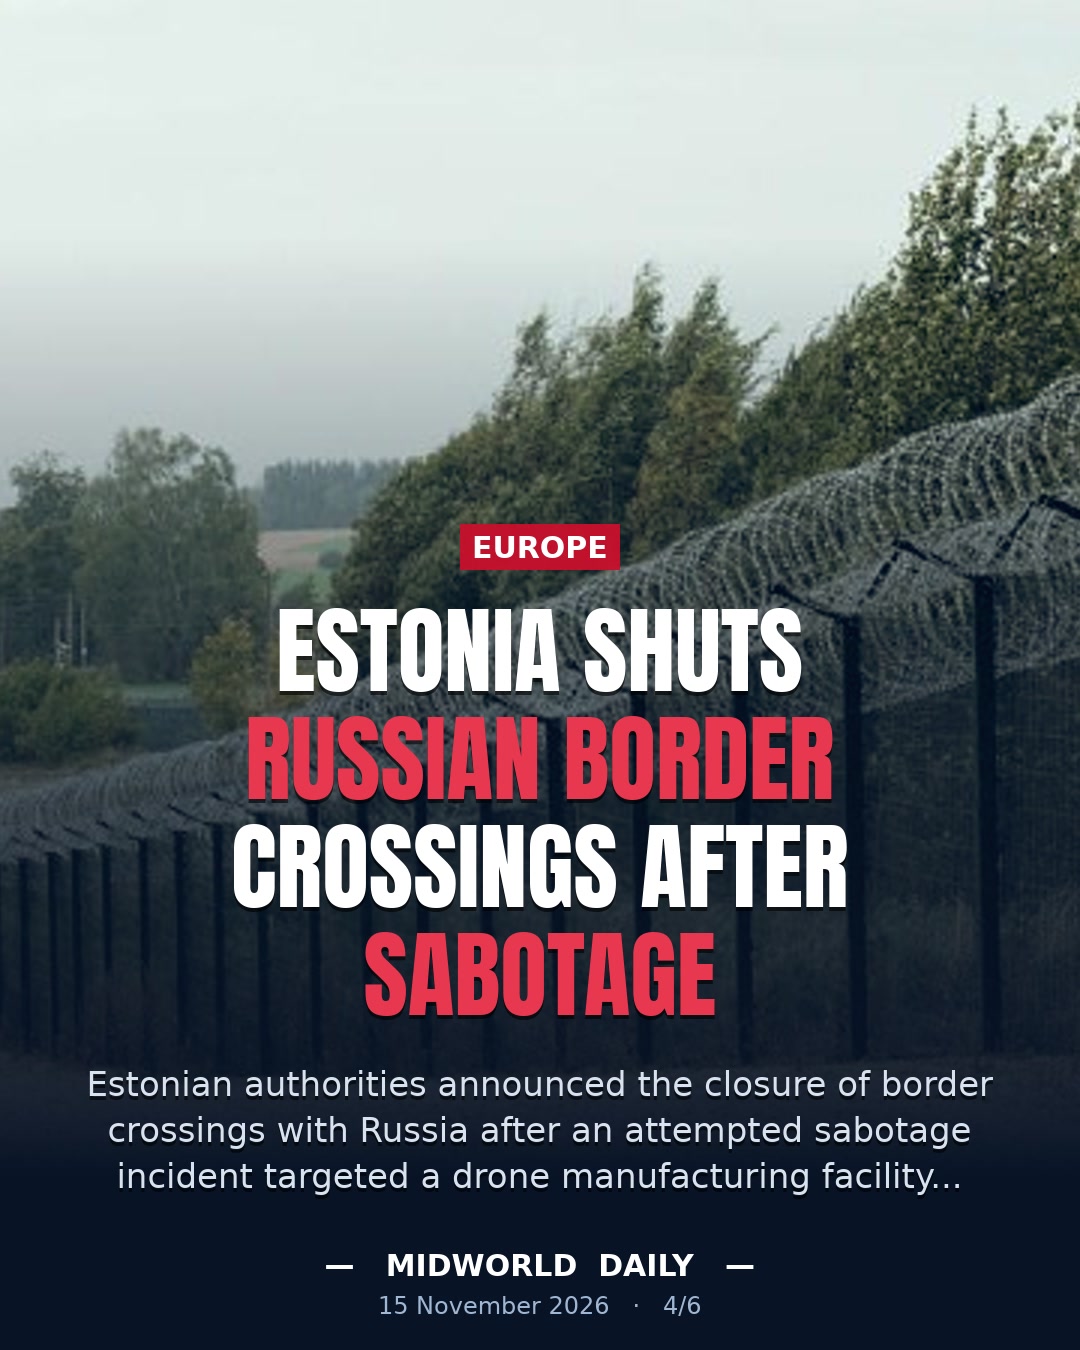 EUROPE
ESTONIA SHUTS
RUSSIAN BORDER
CROSSINGS AFTER
SABOTAGE
Estonian authorities announced the closure of border
crossings with Russia after an attempted sabotage
incident targeted a drone manufacturing facility...
— MIDWORLD DAILY —
15 November 2026 · 4/6